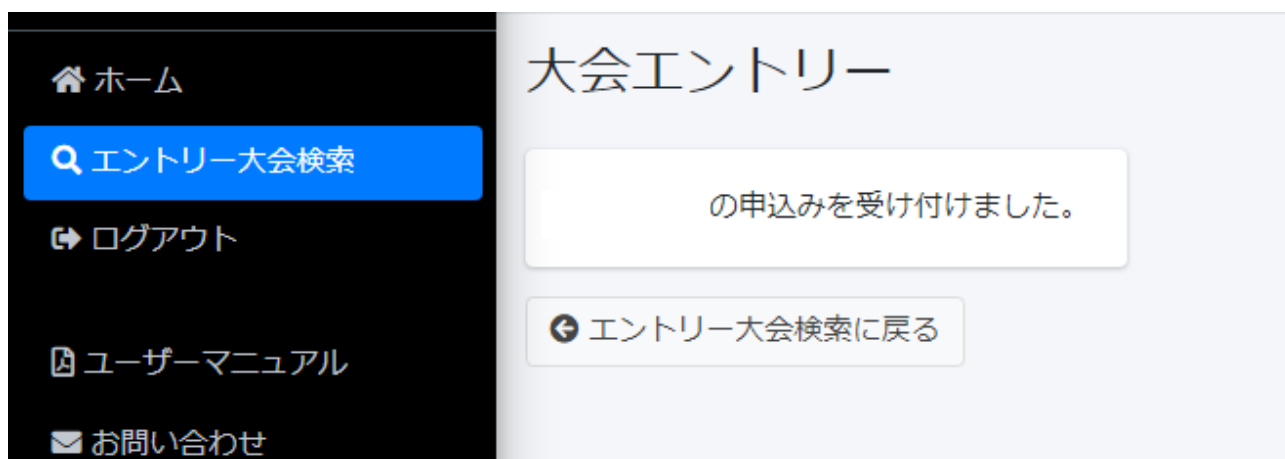 ホーム
エントリー大会検索
ログアウト
ユーザーマニュアル
お問い合わせ
大会エントリー
の申込みを受け付けました。
エントリー大会検索に戻る